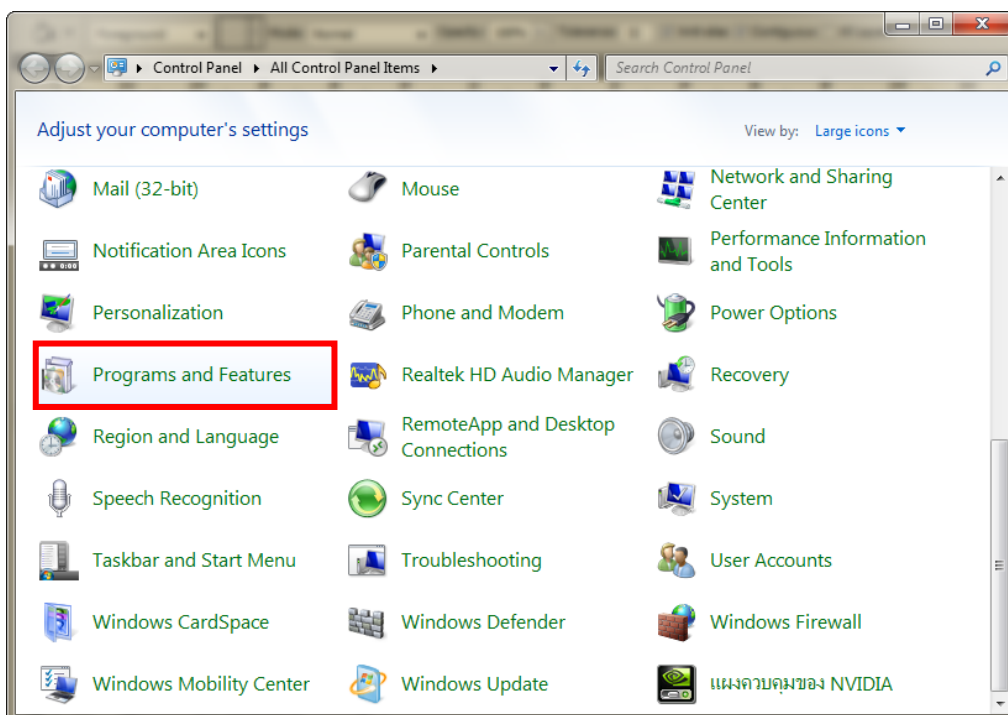 Control Panel All Control Panel Items Search Control Panel
Adjust your computer's settings View by: Large icons
Mail (32-bit)
Mouse
Network and Sharing
Center
Notification Area Icons
Parental Controls
Performance Information
and Tools
Personalization
Phone and Modem
Power Options
Programs and Features
Realtek HD Audio Manager
Recovery
Region and Language
RemoteApp and Desktop
Connections
Sound
Speech Recognition
Sync Center
System
Taskbar and Start Menu
Troubleshooting
User Accounts
Windows CardSpace
Windows Defender
Windows Firewall
Windows Mobility Center
Windows Update
แผงควบคุมของ NVIDIA